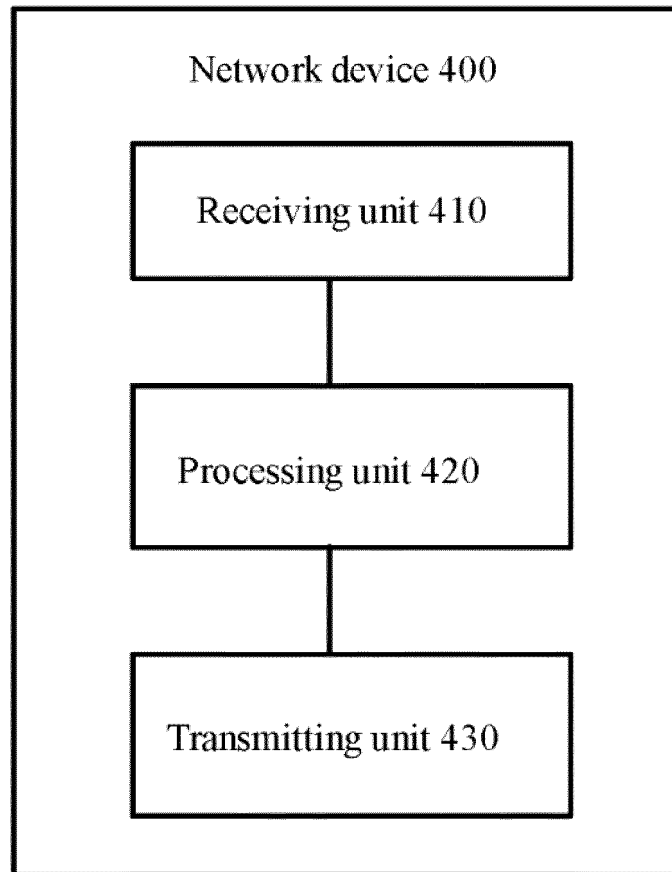 Network device 400
Receiving unit 410
Processing unit 420
Transmitting unit 430